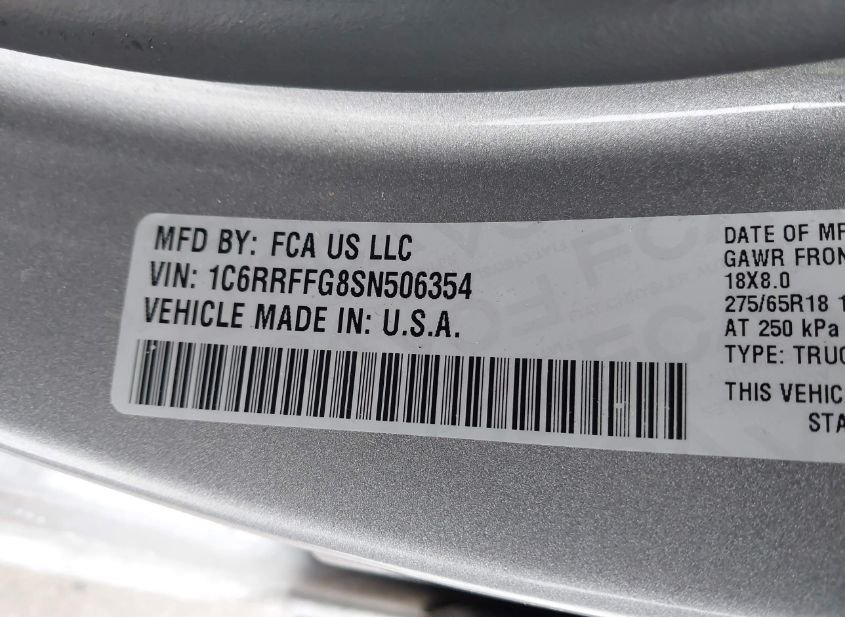 MFD BY: FCA US LLC
VIN: 1C6RRFFG8SN506354
VEHICLE MADE IN: U.S.A.
DATE OF
GAWR
18X8.0
275/65R18
AT 250 kPa
TYPE:
THIS